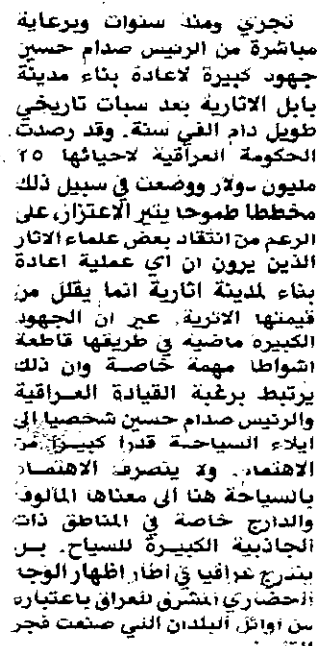 تجري ومنذ سنوات وبرعاية
مباشرة من الرئيس صدام حسين
جهود كبيرة لاعادة بناء مدينة
بابل الاثارية بعد سبات تاريخي
طويل دام الفي سنة. وقد رصدت
الحكومة العراقية لاحيائها ٢٥
مليون دولار ووضعت في سبيل ذلك
مخططا طموحا يثير الاعتزاز، على
الرغم من انتقاد بعض علماء الاثار
الذين يرون ان اي عملية اعادة
بناء لمدينة اثارية انما يقلل من
قيمتها الاثرية. غير ان الجهود
الكبيرة ماضية في طريقها قاطعة
اشواطا مهمة خاصة وان ذلك
يرتبط برغبة القيادة العراقية
والرئيس صدام حسين شخصيا الى
ايلاء السياحة قدرا كبيرا من
الاهتمام. ولا ينصرف الاهتمام
بالسياحة هنا الى معناها المألوف
والدارج خاصة في المناطق ذات
الجاذبية الكبيرة للسياح. بل
يندرج عراقيا في اطار اظهار الوجه
الحضاري المشرق للعراق باعتباره
من اوائل البلدان التي صنعت فجر